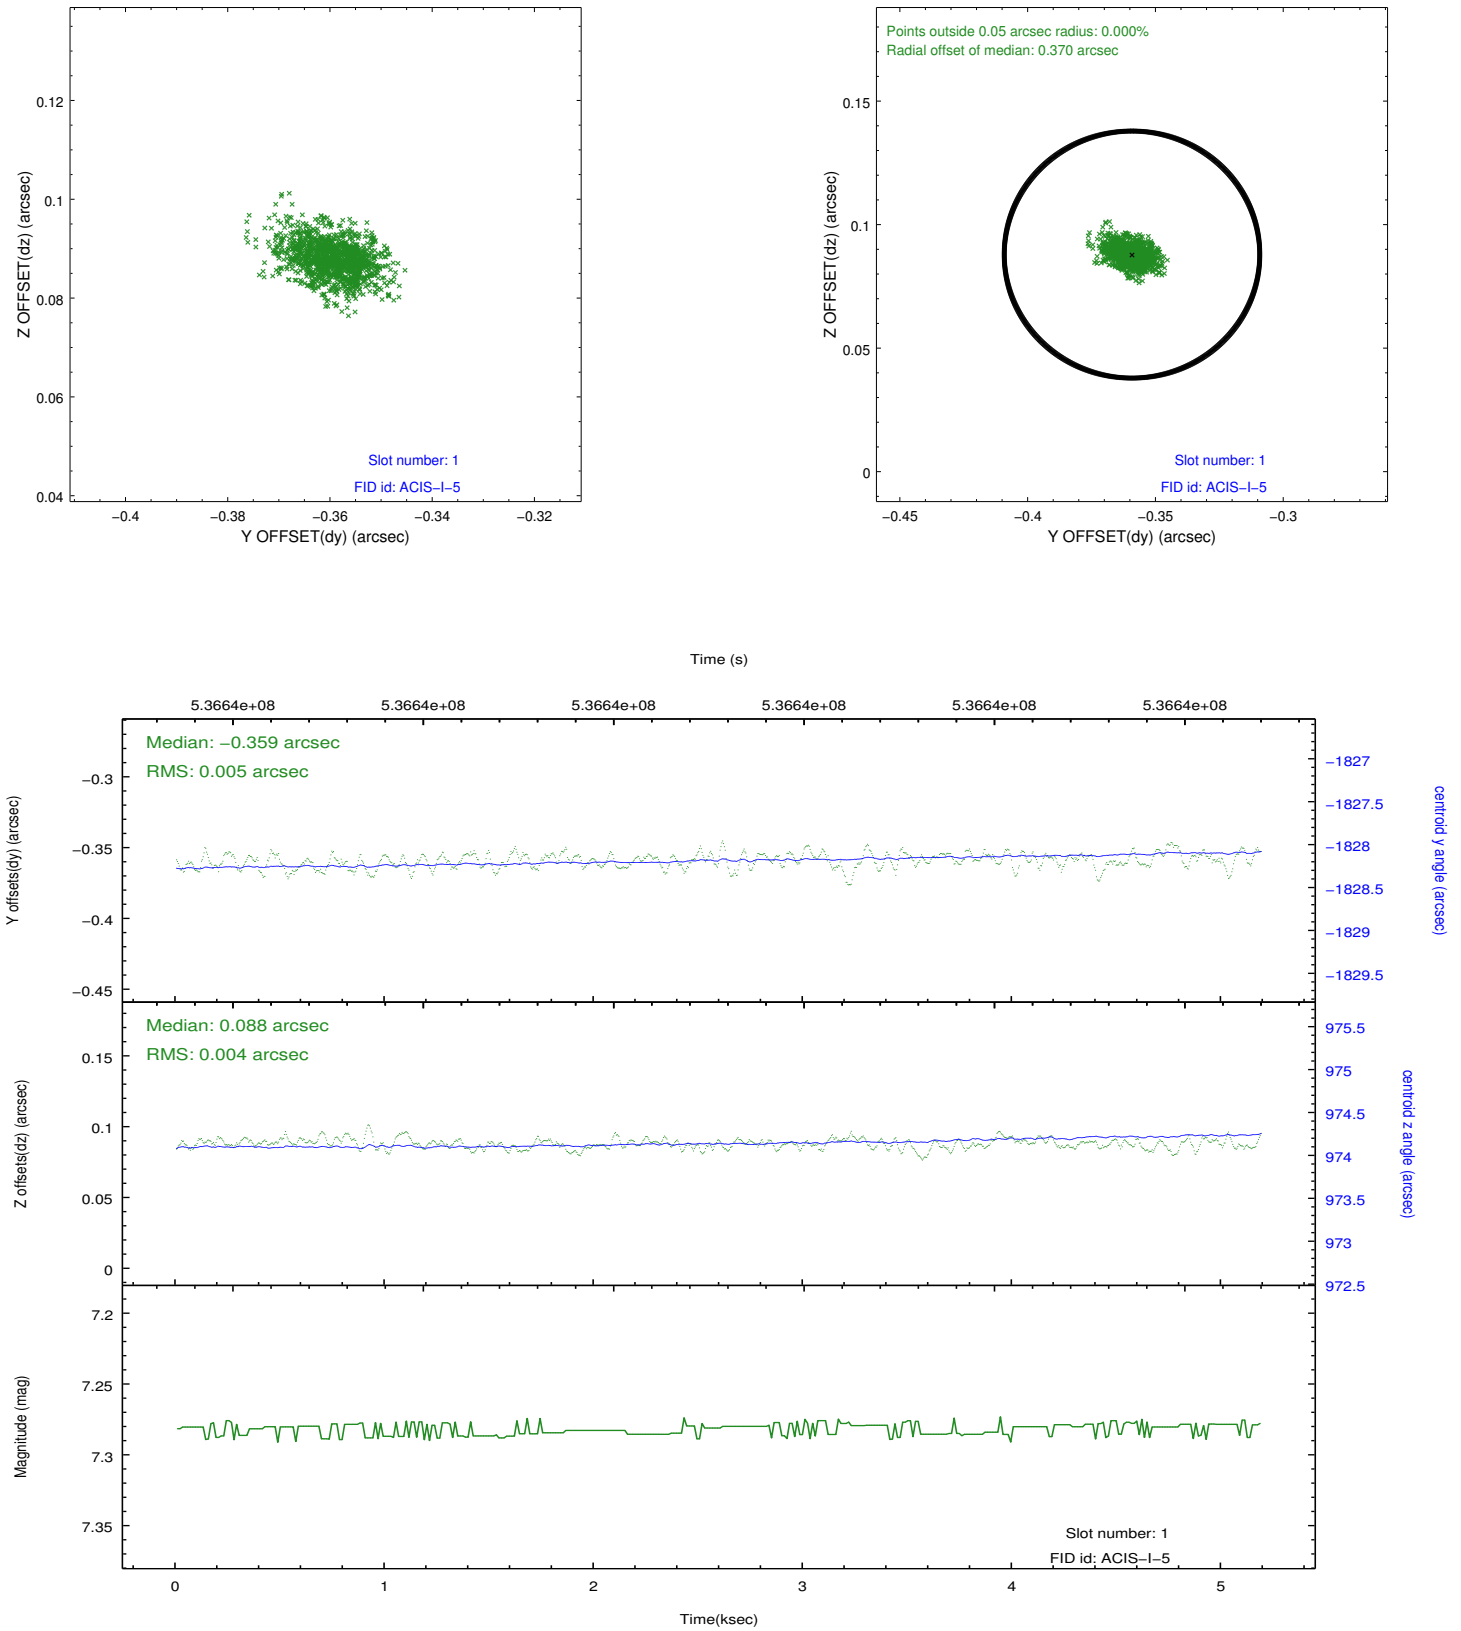 0.12
0.1
0.08
0.06
0.04
−0.4
−0.38
−0.36
−0.34
−0.32
Z OFFSET(dz) (arcsec)
Y OFFSET(dy) (arcsec)
Slot number: 1
FID id: ACIS−I−5
Points outside 0.05 arcsec radius: 0.000%
Radial offset of median: 0.370 arcsec
0.15
0.1
0.05
0
−0.45
−0.4
−0.35
−0.3
Z OFFSET(dz) (arcsec)
Y OFFSET(dy) (arcsec)
Slot number: 1
FID id: ACIS−I−5
Time (s)
5.3664e+08
5.3664e+08
5.3664e+08
5.3664e+08
5.3664e+08
5.3664e+08
Median: −0.359 arcsec
RMS: 0.005 arcsec
−0.3
−0.35
−0.4
−0.45
Y offsets(dy) (arcsec)
−1827
−1827.5
−1828
−1828.5
−1829
−1829.5
centroid y angle (arcsec)
Median: 0.088 arcsec
RMS: 0.004 arcsec
0.15
0.1
0.05
0
Z offsets(dz) (arcsec)
975.5
975
974.5
974
973.5
973
972.5
centroid z angle (arcsec)
7.2
7.25
7.3
7.35
Magnitude (mag)
Slot number: 1
FID id: ACIS−I−5
0
1
2
3
4
5
Time(ksec)